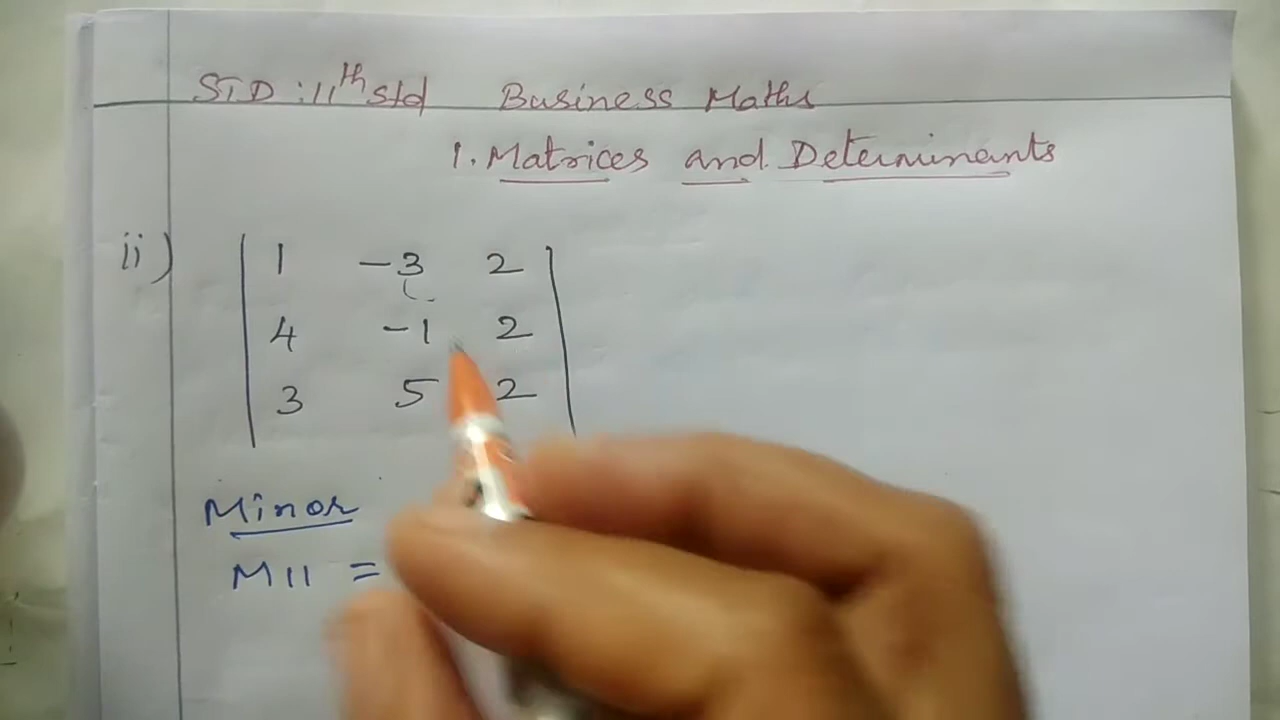 STD : 11th Std Business Maths
1. Matrices and Determinants
ii) | 1 -3 2 |
| 4 -1 2 |
| 3 5 2 |
Minor
M11 =